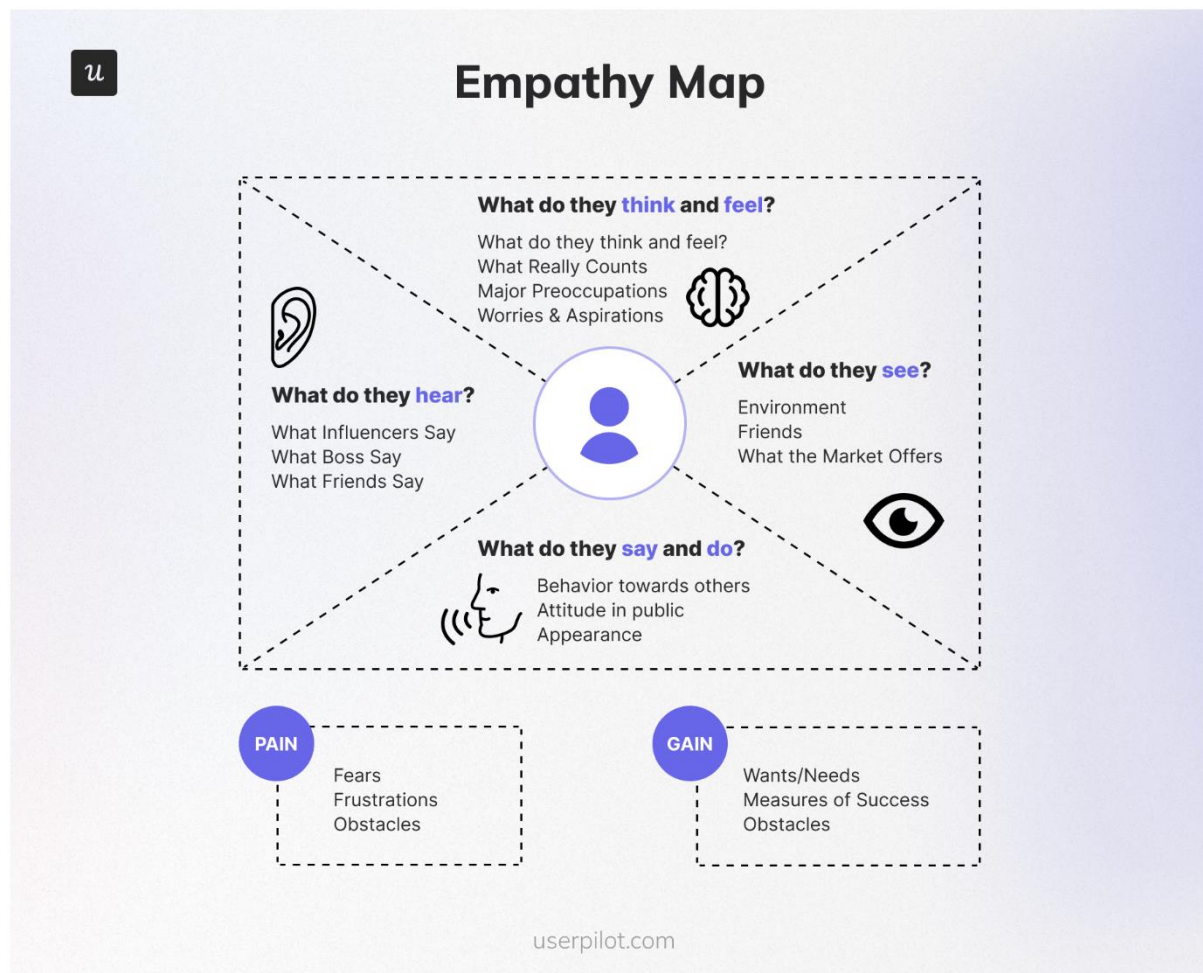 u
Empathy Map
What do they think and feel?
What do they think and feel?
What Really Counts
Major Preoccupations
Worries & Aspirations
What do they hear?
What Influencers Say
What Boss Say
What Friends Say
What do they see?
Environment
Friends
What the Market Offers
What do they say and do?
Behavior towards others
Attitude in public
Appearance
PAIN
Fears
Frustrations
Obstacles
GAIN
Wants/Needs
Measures of Success
Obstacles
userpilot.com